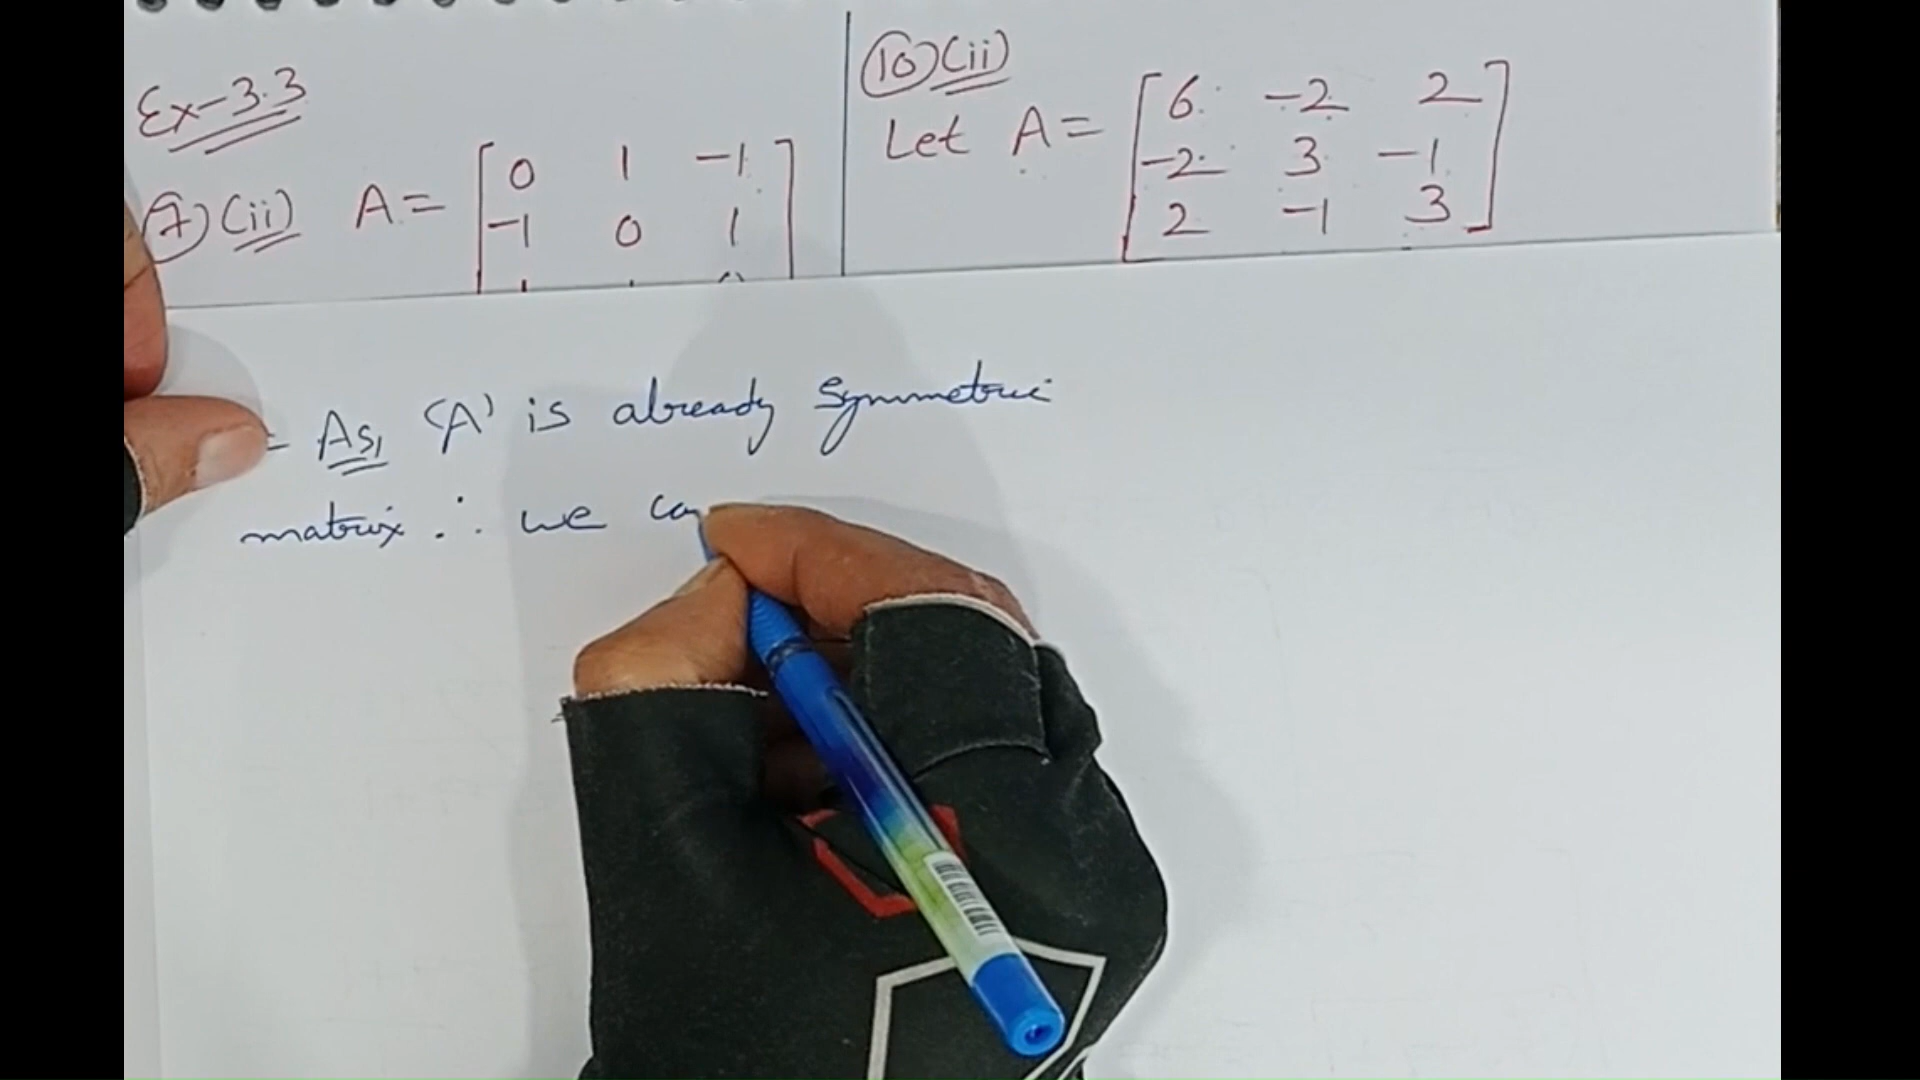 Ex-3.3
7 (ii) A = [ 0 1 -1
-1 0 1
10 (ii)
Let A = [ 6 -2 2
-2 3 -1
2 -1 3 ]
- As, 'A' is already Symmetric
matrix ∴ we can